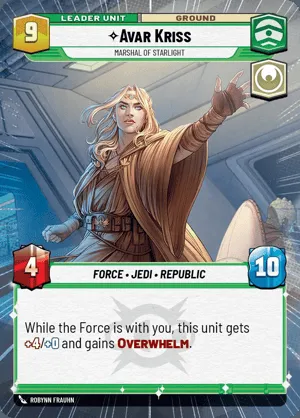 LEADER UNIT GROUND
9
AVAR KRISS
MARSHAL OF STARLIGHT
4
FORCE • JEDI • REPUBLIC
10
While the Force is with you, this unit gets
+4/+0 and gains OVERWHELM.
ROBYNN FRAUHN